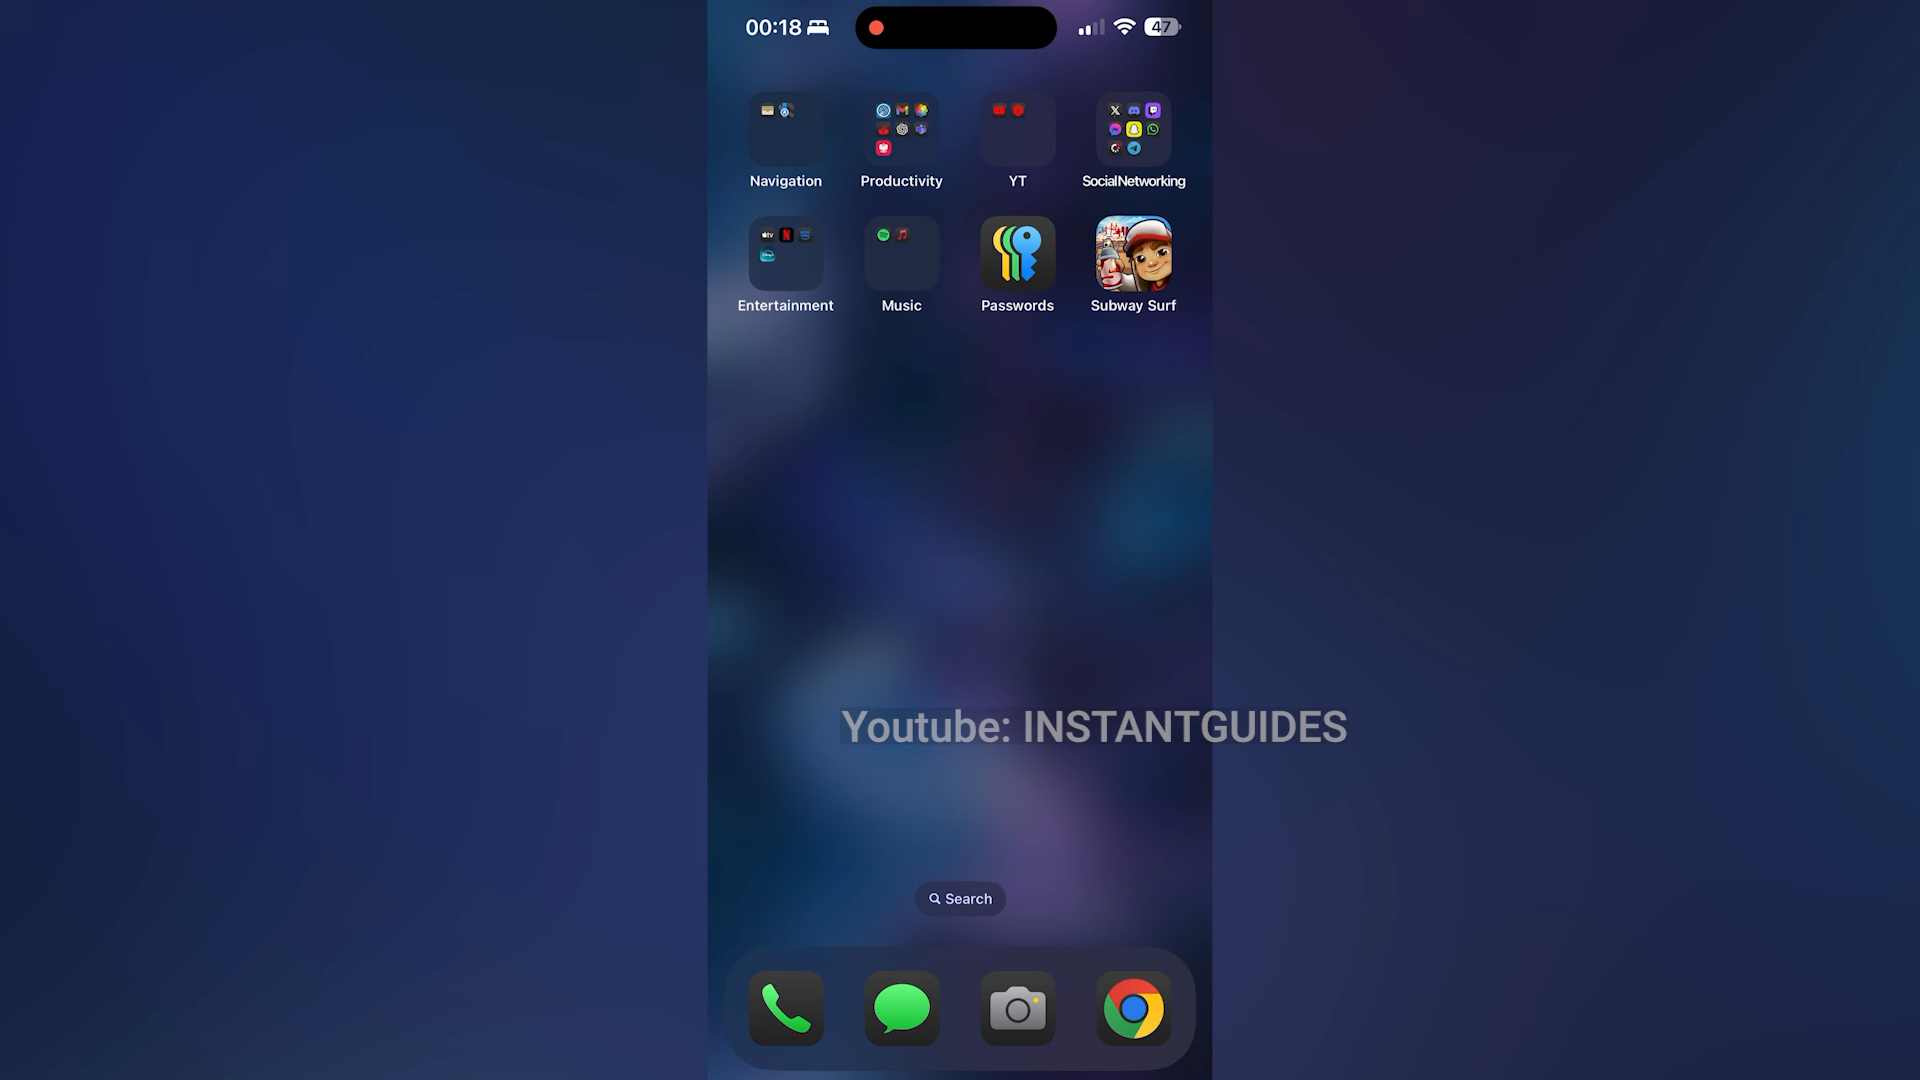 00:18
47
Navigation
Productivity
YT
SocialNetworking
Entertainment
Music
Passwords
Subway Surf
Youtube: INSTANTGUIDES
Search